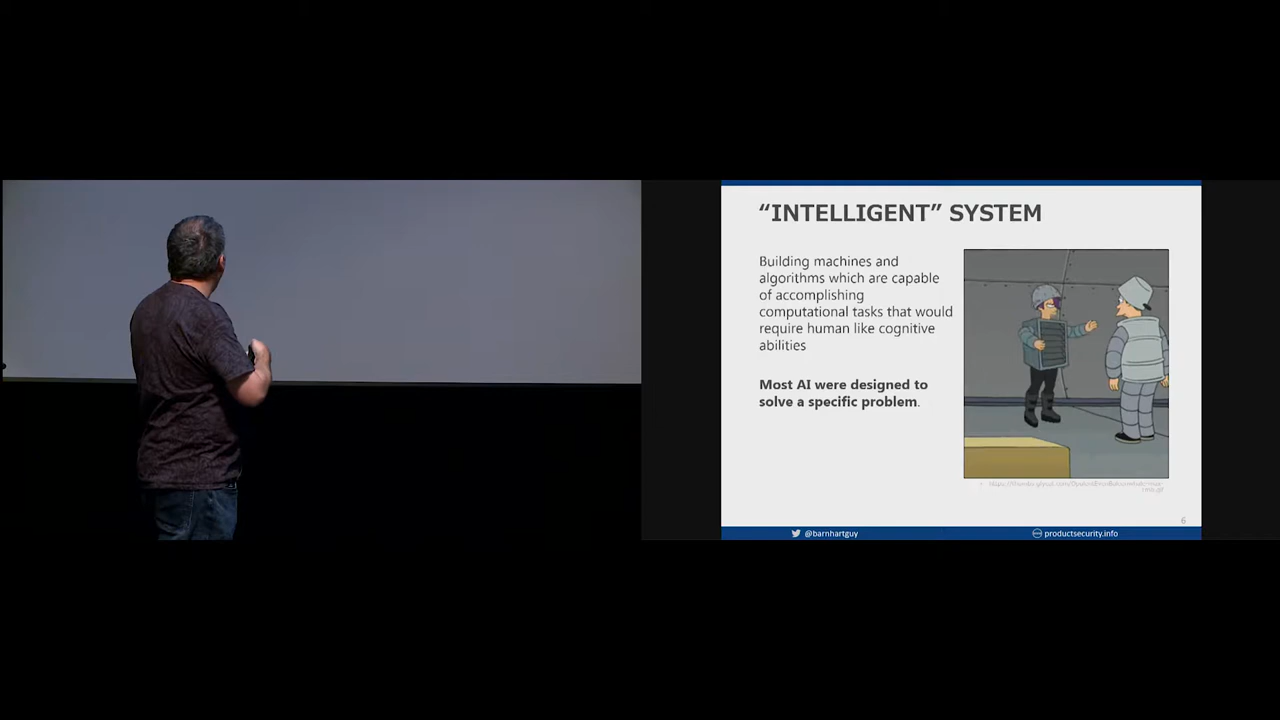 “INTELLIGENT” SYSTEM
Building machines and
algorithms which are capable
of accomplishing
computational tasks that would
require human like cognitive
abilities
Most AI were designed to
solve a specific problem.
6
@barnhartguy
productsecurity.info